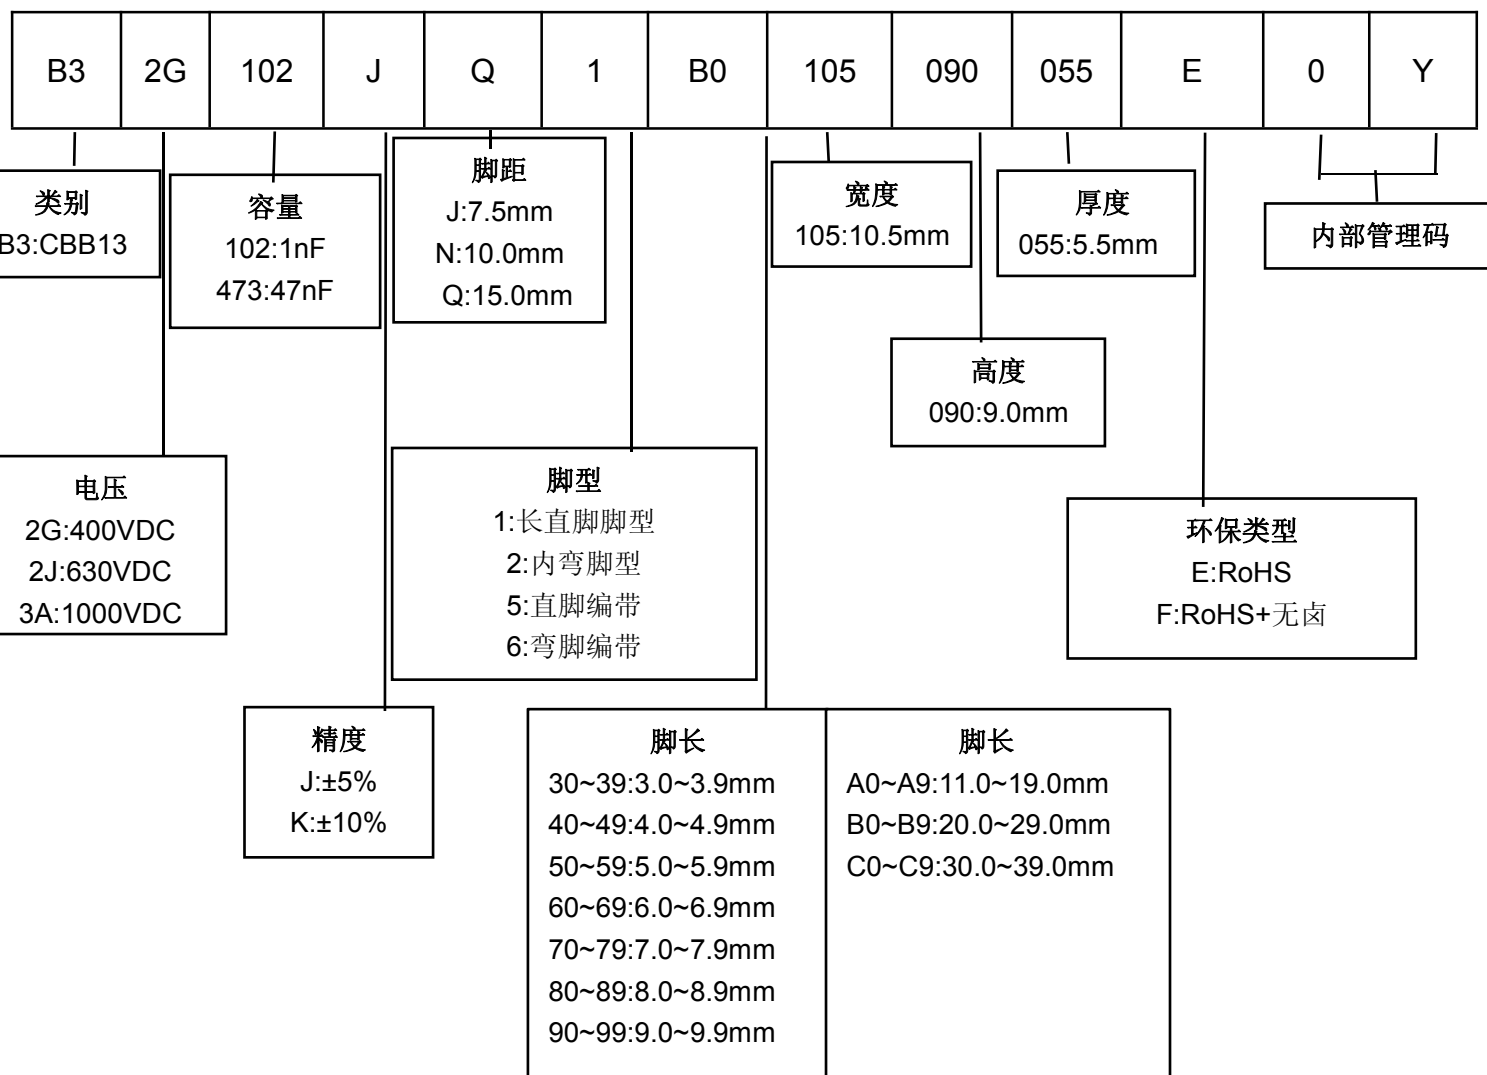 B3 2G 102 J Q 1 B0 105 090 055 E 0 Y
类别
B3:CBB13
容量
102:1nF
473:47nF
脚距
J:7.5mm
N:10.0mm
Q:15.0mm
宽度
105:10.5mm
厚度
055:5.5mm
内部管理码
高度
090:9.0mm
电压
2G:400VDC
2J:630VDC
3A:1000VDC
脚型
1:长直脚脚型
2:内弯脚型
5:直脚编带
6:弯脚编带
环保类型
E:RoHS
F:RoHS+无卤
精度
J:±5%
K:±10%
脚长
30~39:3.0~3.9mm
40~49:4.0~4.9mm
50~59:5.0~5.9mm
60~69:6.0~6.9mm
70~79:7.0~7.9mm
80~89:8.0~8.9mm
90~99:9.0~9.9mm
脚长
A0~A9:11.0~19.0mm
B0~B9:20.0~29.0mm
C0~C9:30.0~39.0mm